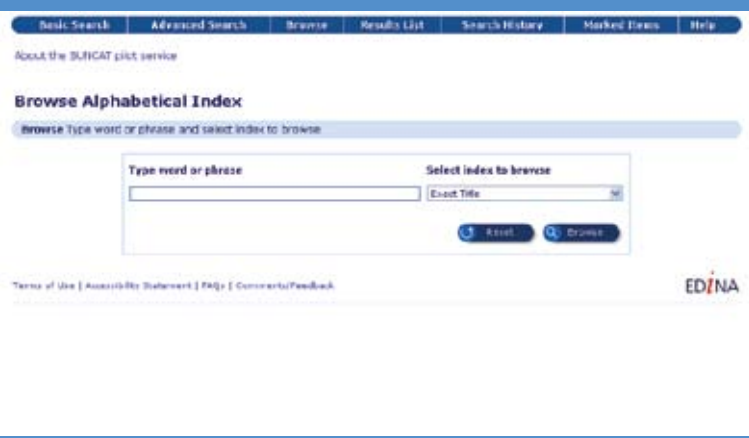 Basic Search Advanced Search Browse Results List Search History Marked Items Help
About the SUNCAT pilot service
Browse Alphabetical Index
Browse Type word or phrase and select index to browse
Type word or phrase Select index to browse
Exact Title
Reset Browse
Terms of Use | Accessibility Statement | FAQs | Comments/Feedback
EDINA